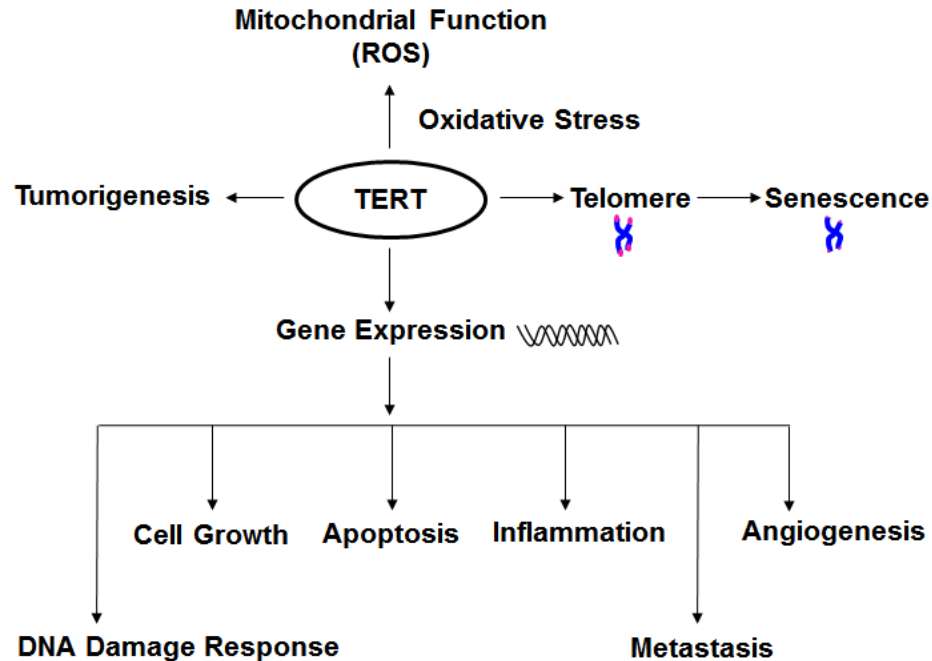 Mitochondrial Function
(ROS)
Oxidative Stress
Tumorigenesis
TERT
Telomere
Senescence
Gene Expression
Cell Growth
Apoptosis
Inflammation
Angiogenesis
DNA Damage Response
Metastasis